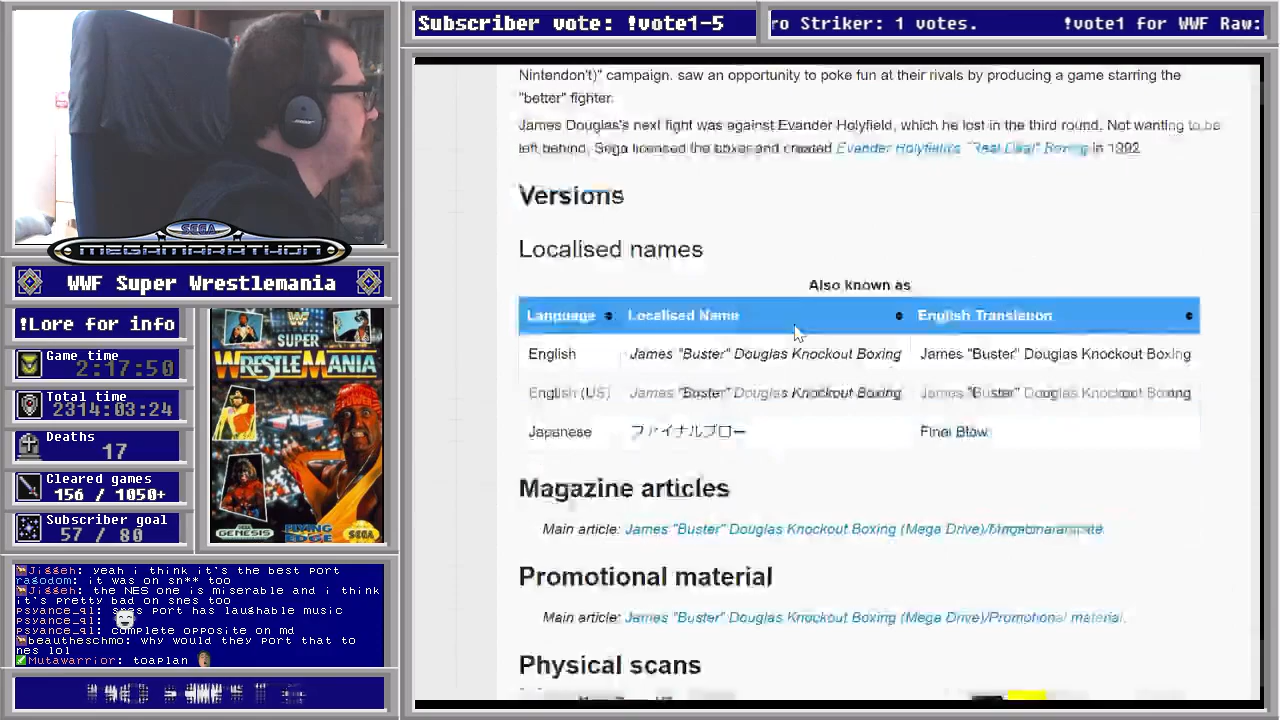 Subscriber vote: !vote1-5
ro Striker: 1 votes. !vote1 for WWF Raw:
Nintendon't)" campaign. saw an opportunity to poke fun at their rivals by producing a game starring the
"better" fighter.
James Douglas's next fight was against Evander Holyfield, which he lost in the third round. Not wanting to be
left behind, Sega licensed the boxer and created Evander Holyfield's "Real Deal" Boxing in 1992
Versions
Localised names
Also known as
Language Localised Name English Translation
English James "Buster" Douglas Knockout Boxing James "Buster" Douglas Knockout Boxing
English (US) James "Buster" Douglas Knockout Boxing James "Buster" Douglas Knockout Boxing
Japanese ファイナルブロー Final Blow
Magazine articles
Main article: James "Buster" Douglas Knockout Boxing (Mega Drive)/
Promotional material
Main article: James "Buster" Douglas Knockout Boxing (Mega Drive)/Promotional material.
Physical scans
SEGA
MEGAMARATHON
WWF Super Wrestlemania
!Lore for info
Game time
2:17:50
Total time
2314:03:24
Deaths
17
Cleared games
156 / 1050+
Subscriber goal
57 / 80
SUPER
WRESTLEMANIA
GENESIS
FLYING
EDGE
SEGA
Jiggeh: yeah i think it's the best port
ragodom: it was on sn** too
Jiggeh: the NES one is miserable and i think
it's pretty bad on snes too
Psyance_ql: snes port has laughable music
psyance_ql:
psyance_ql: complete opposite on md
beautheschmo: why would they port that to
nes lol
Mutawarrior: toaplan